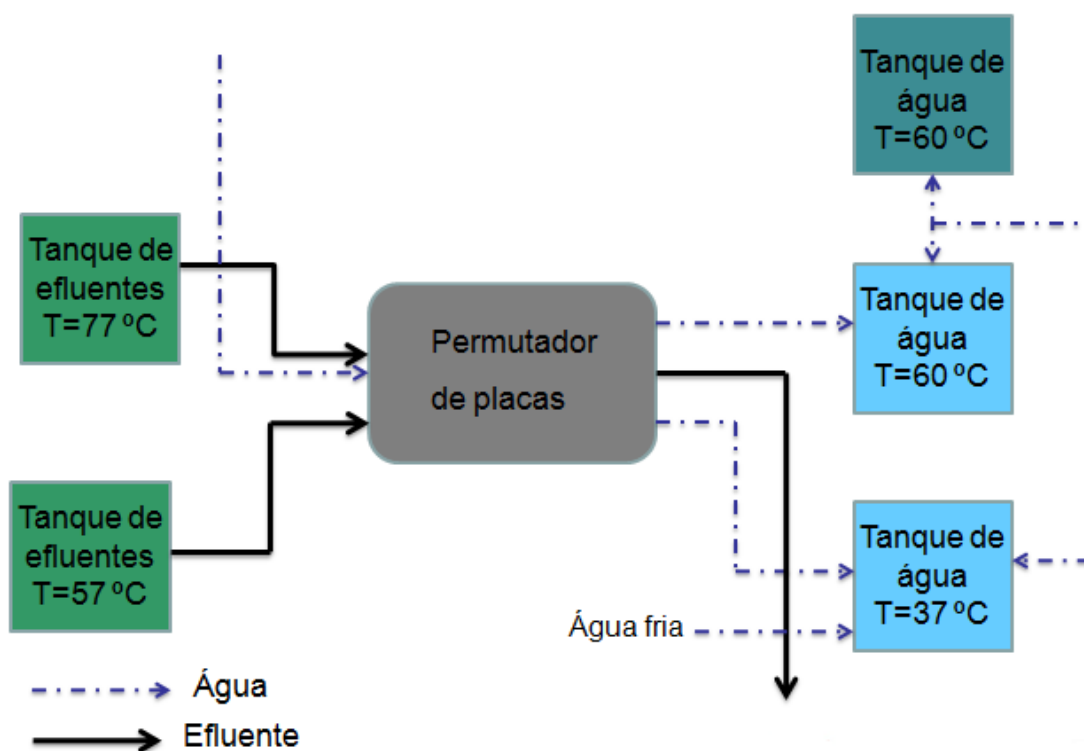 Tanque de
água
T=60 ºC
Tanque de
efluentes
T=77 ºC
Permutador
de placas
Tanque de
água
T=60 ºC
Tanque de
efluentes
T=57 ºC
Tanque de
água
T=37 ºC
Água fria
Água
Efluente